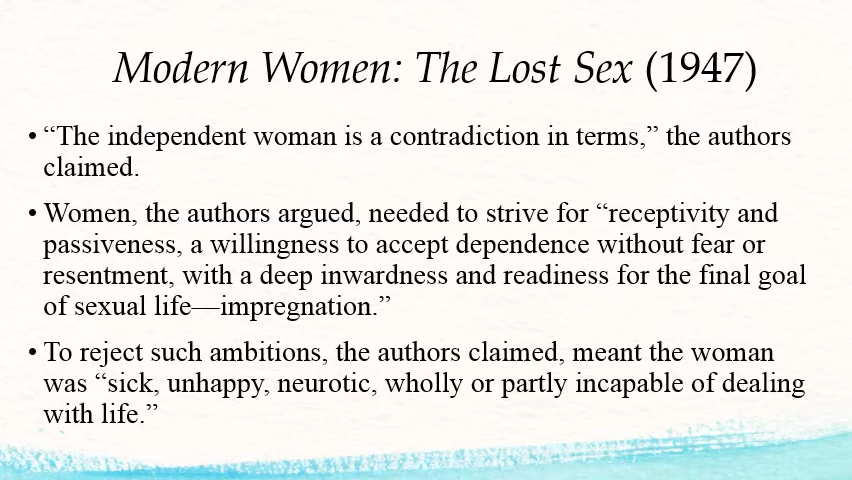 Modern Women: The Lost Sex (1947)
• “The independent woman is a contradiction in terms,” the authors
claimed.
• Women, the authors argued, needed to strive for “receptivity and
passiveness, a willingness to accept dependence without fear or
resentment, with a deep inwardness and readiness for the final goal
of sexual life—impregnation.”
• To reject such ambitions, the authors claimed, meant the woman
was “sick, unhappy, neurotic, wholly or partly incapable of dealing
with life.”